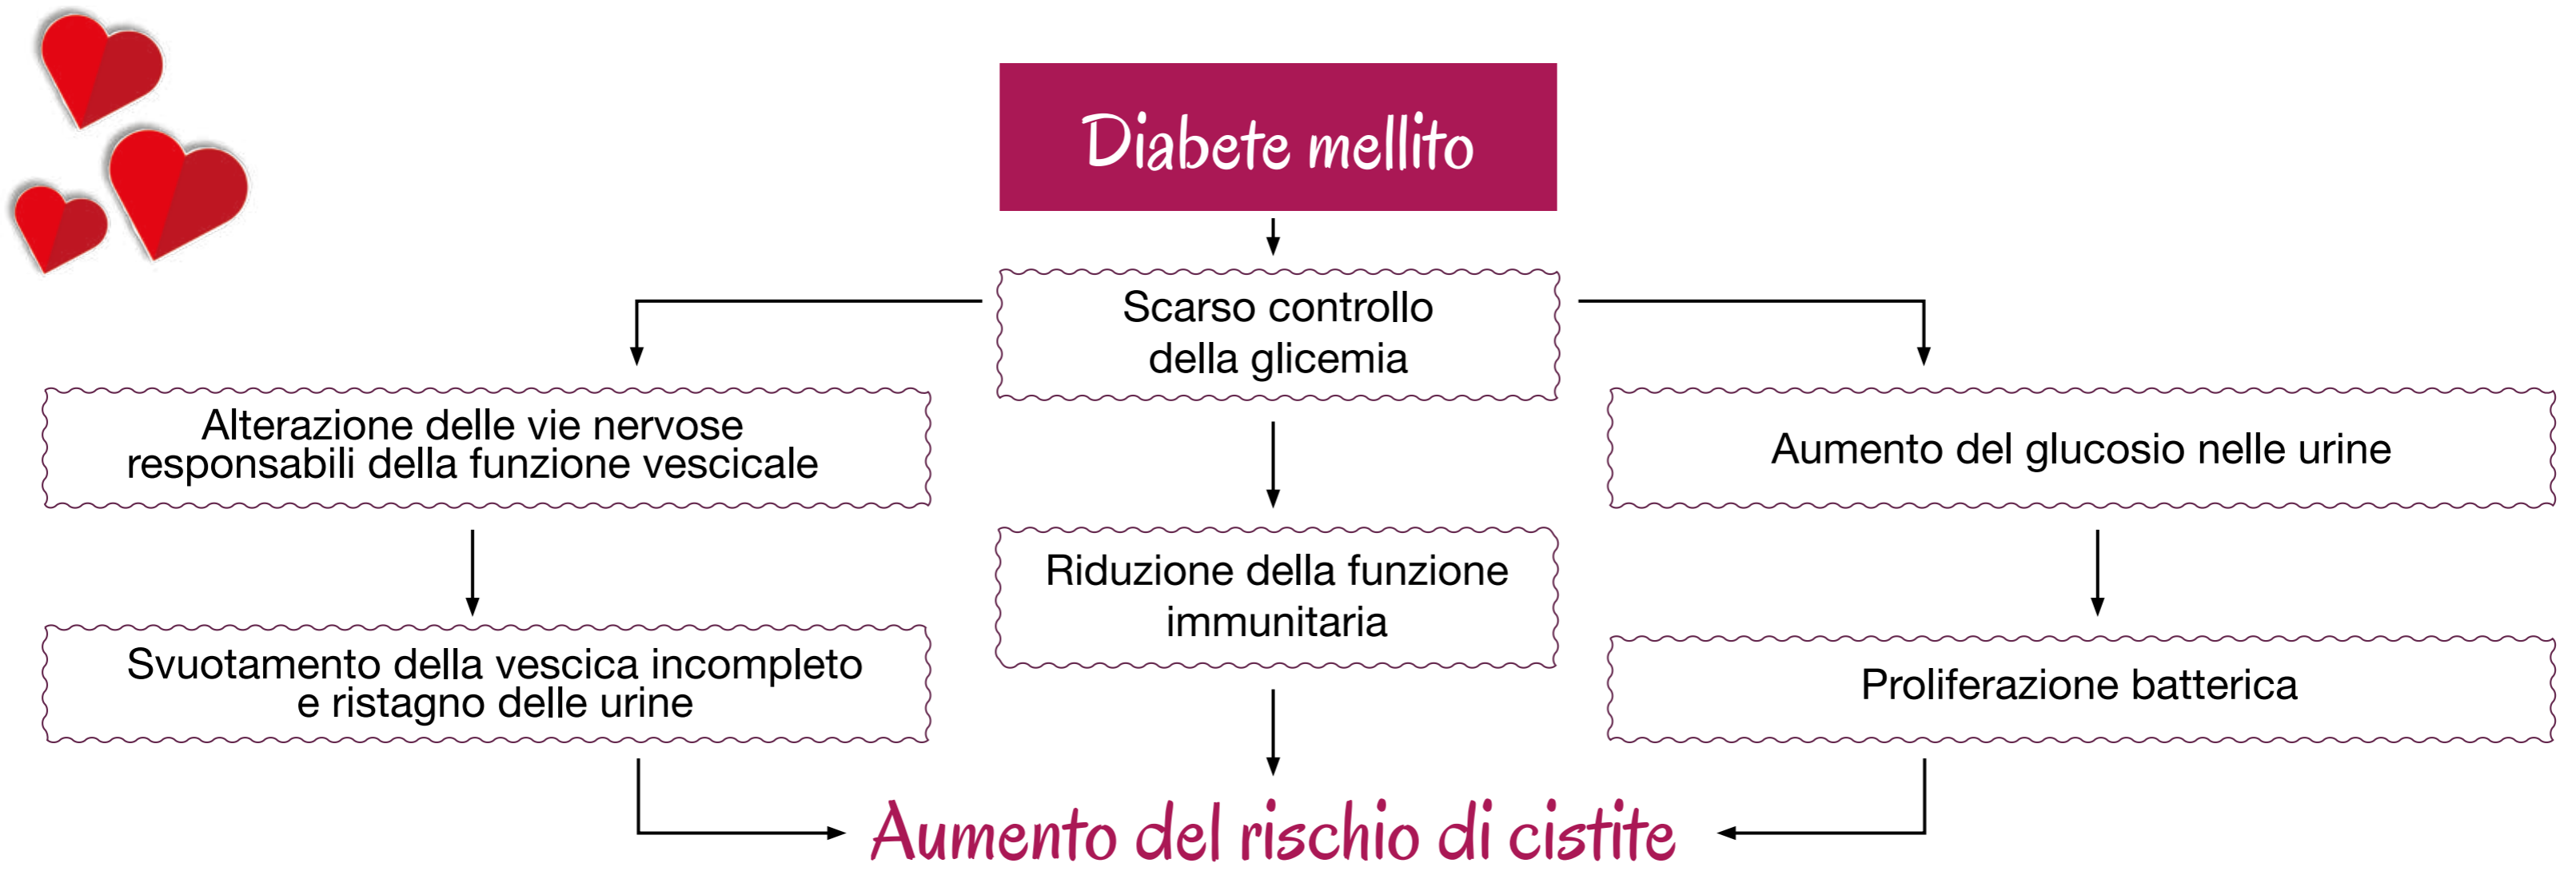 Diabete mellito
Scarso controllo
della glicemia
Alterazione delle vie nervose
responsabili della funzione vescicale
Aumento del glucosio nelle urine
Riduzione della funzione
immunitaria
Svuotamento della vescica incompleto
e ristagno delle urine
Proliferazione batterica
Aumento del rischio di cistite